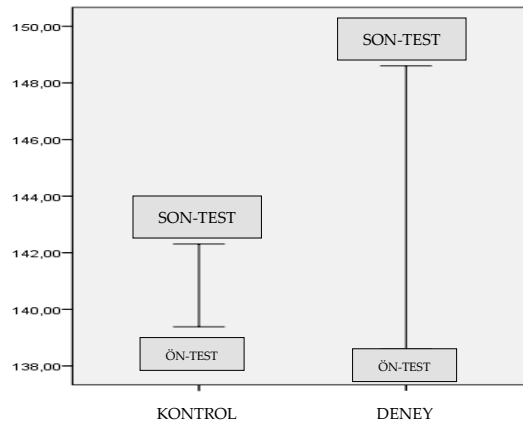 150,00
SON-TEST
148,00
146,00
144,00
SON-TEST
142,00
140,00
ÖN-TEST
ÖN-TEST
138,00
KONTROL
DENEY